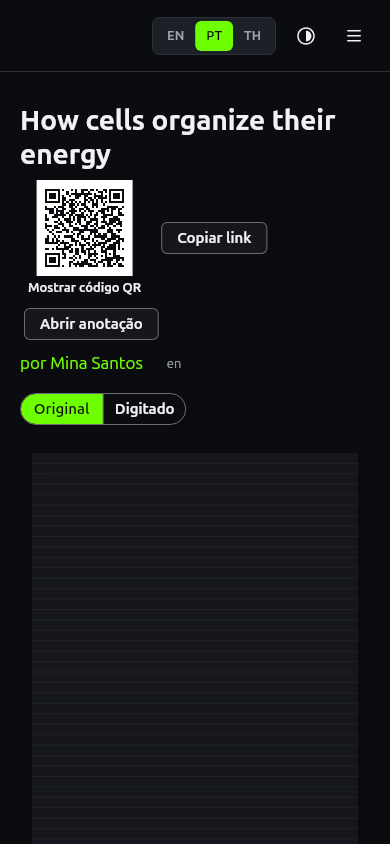 EN PT TH
How cells organize their
energy
Copiar link
Mostrar código QR
Abrir anotação
por Mina Santos en
Original Digitado